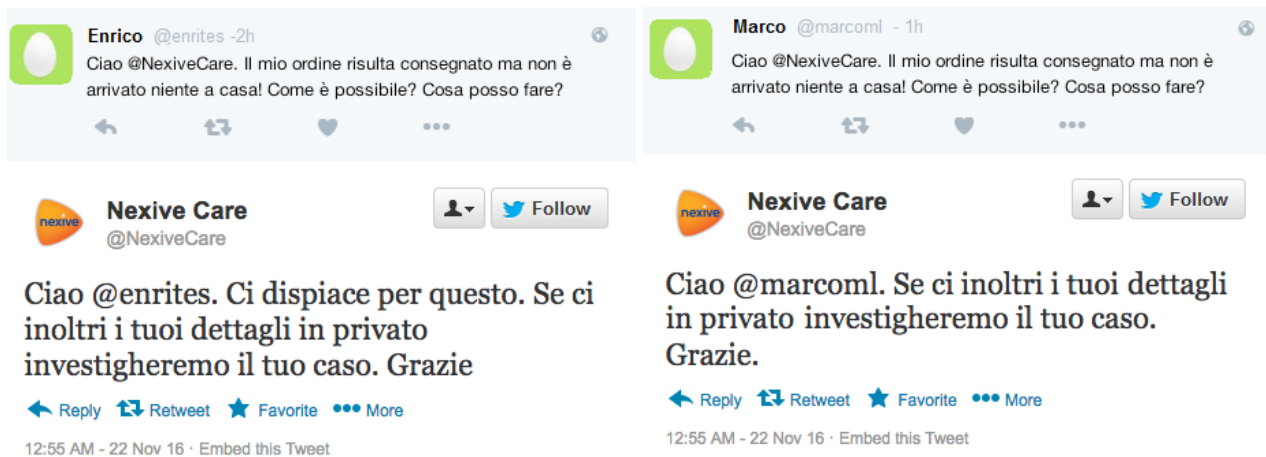 Enrico @enrites -2h
Ciao @NexiveCare. Il mio ordine risulta consegnato ma non è
arrivato niente a casa! Come è possibile? Cosa posso fare?
nexive
Nexive Care
@NexiveCare
Follow
Ciao @enrites. Ci dispiace per questo. Se ci
inoltri i tuoi dettagli in privato
investigheremo il tuo caso. Grazie
Reply Retweet Favorite More
12:55 AM - 22 Nov 16 · Embed this Tweet
Marco @marcoml - 1h
Ciao @NexiveCare. Il mio ordine risulta consegnato ma non è
arrivato niente a casa! Come è possibile? Cosa posso fare?
nexive
Nexive Care
@NexiveCare
Follow
Ciao @marcoml. Se ci inoltri i tuoi dettagli
in privato investigheremo il tuo caso.
Grazie.
Reply Retweet Favorite More
12:55 AM - 22 Nov 16 · Embed this Tweet